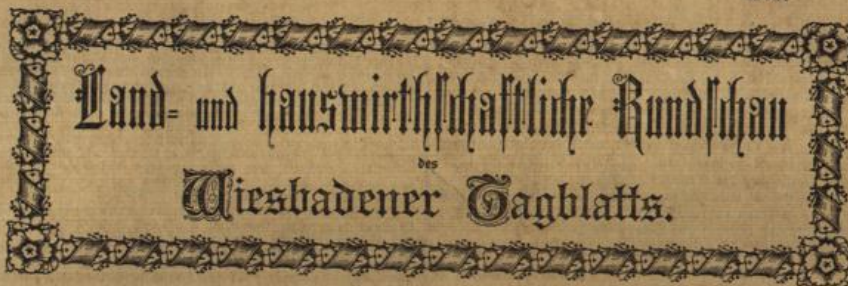 Land- und hauswirthschaftliche Rundschau
des
Wiesbadener Tagblatts.